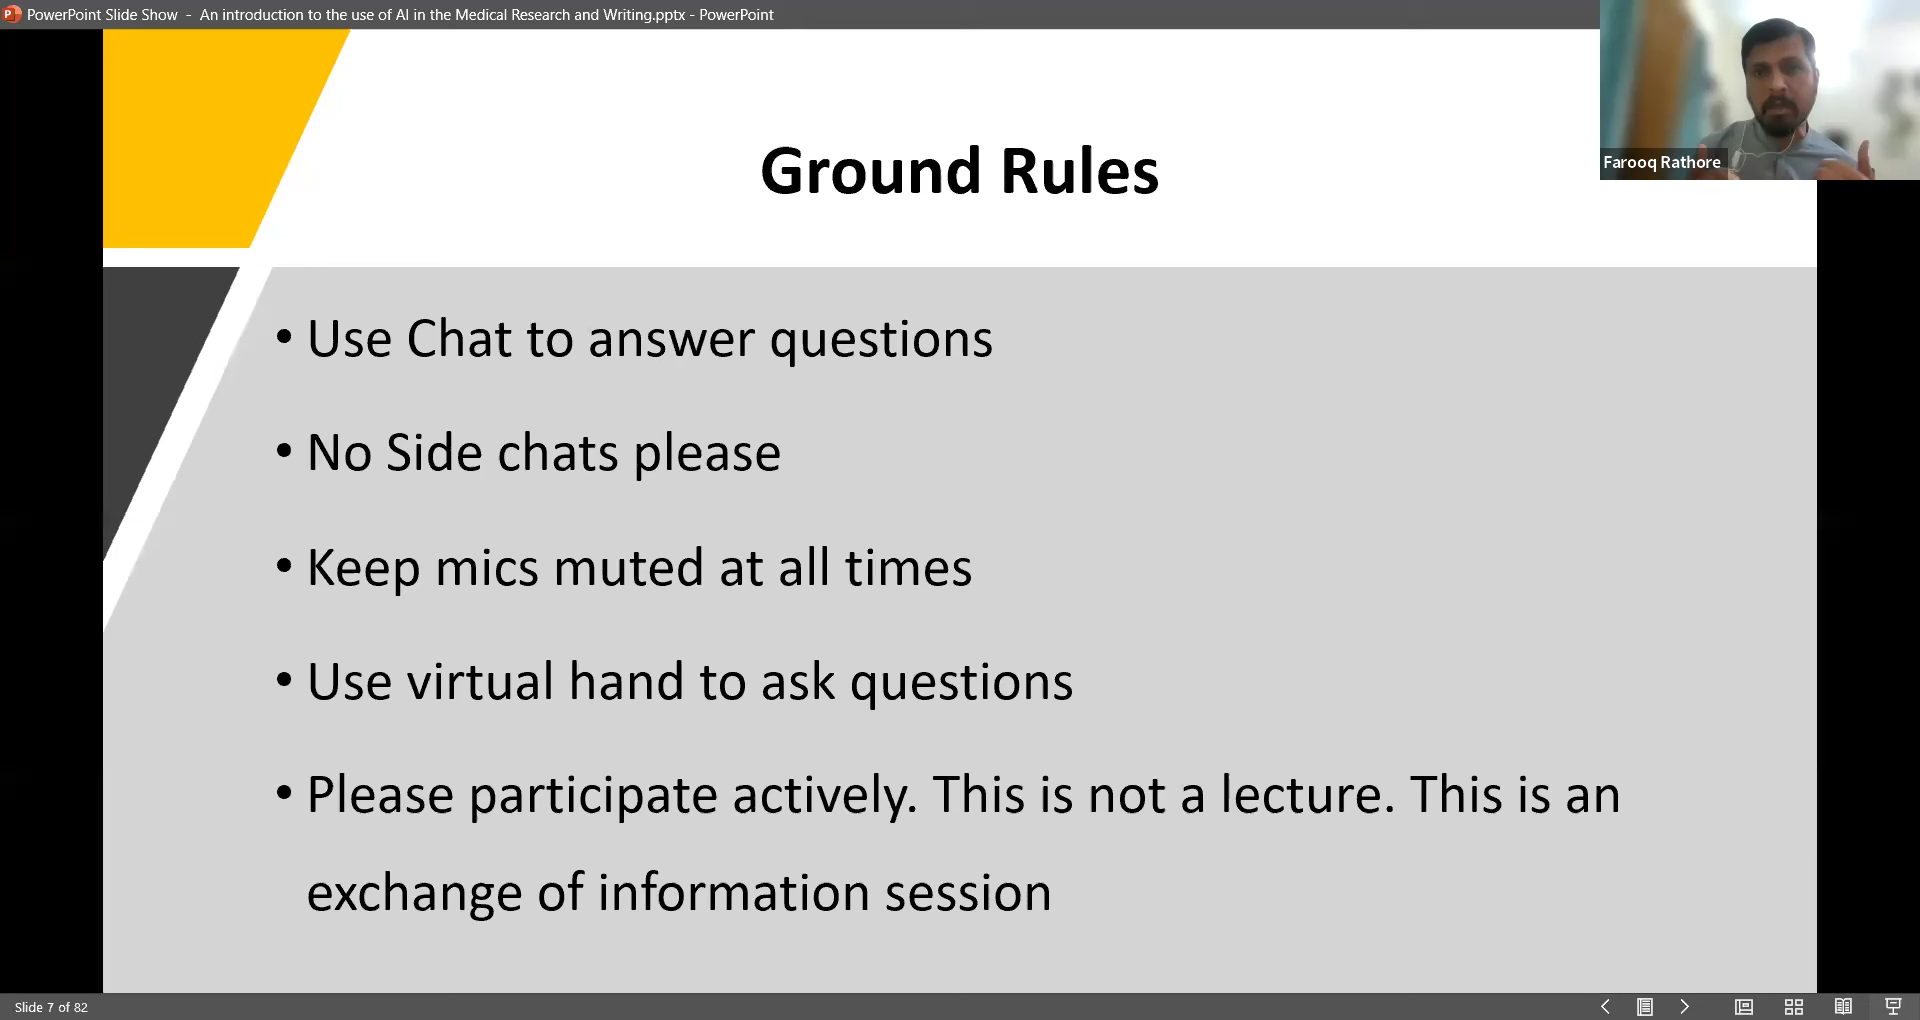 PowerPoint Slide Show - An introduction to the use of AI in the Medical Research and Writing.pptx - PowerPoint
Farooq Rathore
Ground Rules
• Use Chat to answer questions
• No Side chats please
• Keep mics muted at all times
• Use virtual hand to ask questions
• Please participate actively. This is not a lecture. This is an
exchange of information session
Slide 7 of 82